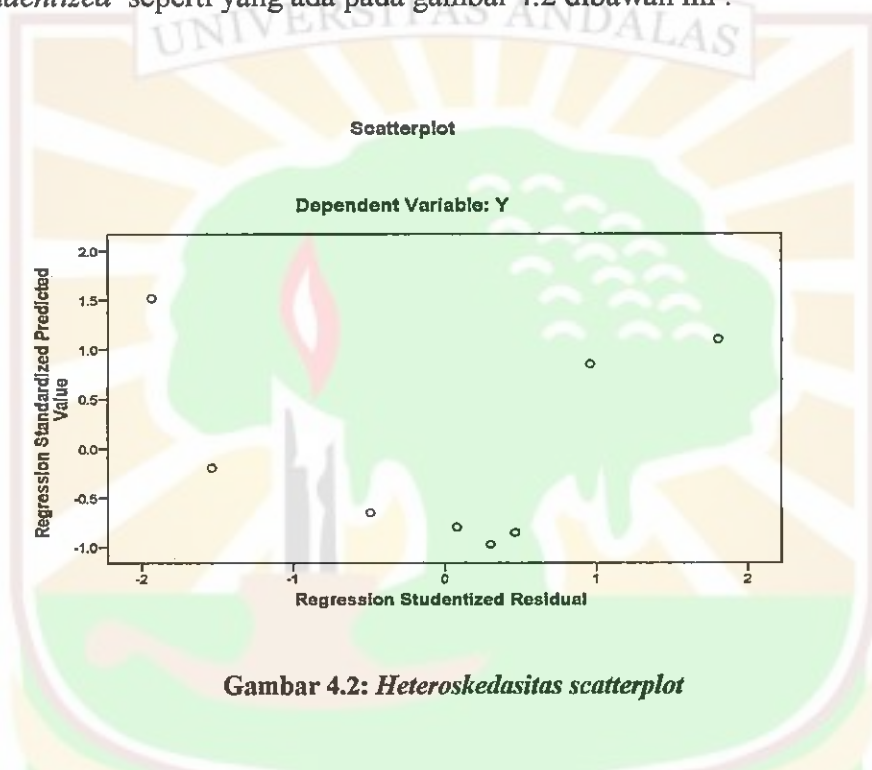 seperti yang ada pada gambar 4.2 dibawah ini :
UNIVERSITAS ANDALAS
Scatterplot
Dependent Variable: Y
Regression Standardized Predicted
Value
2.0
1.5
1.0
0.5
0.0
-0.5
-1.0
-2 -1 0 1 2
Regression Studentized Residual
Gambar 4.2: Heteroskedasitas scatterplot